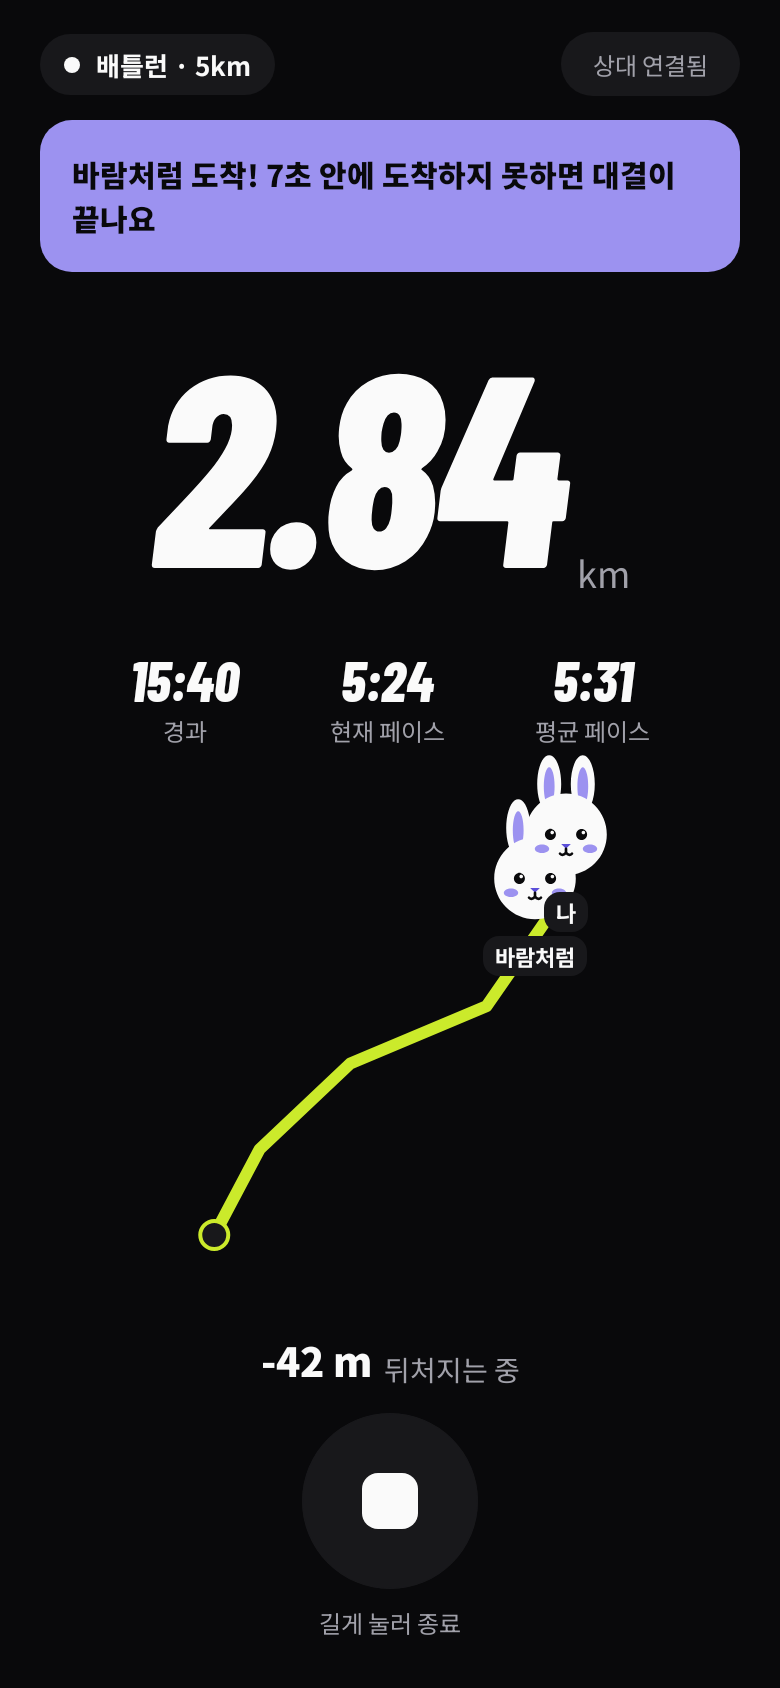 배틀런 · 5km
상대 연결됨
바람처럼 도착! 7초 안에 도착하지 못하면 대결이
끝나요
2.84 km
15:40 5:24 5:31
경과 현재 페이스 평균 페이스
나
바람처럼
-42 m 뒤처지는 중
길게 눌러 종료